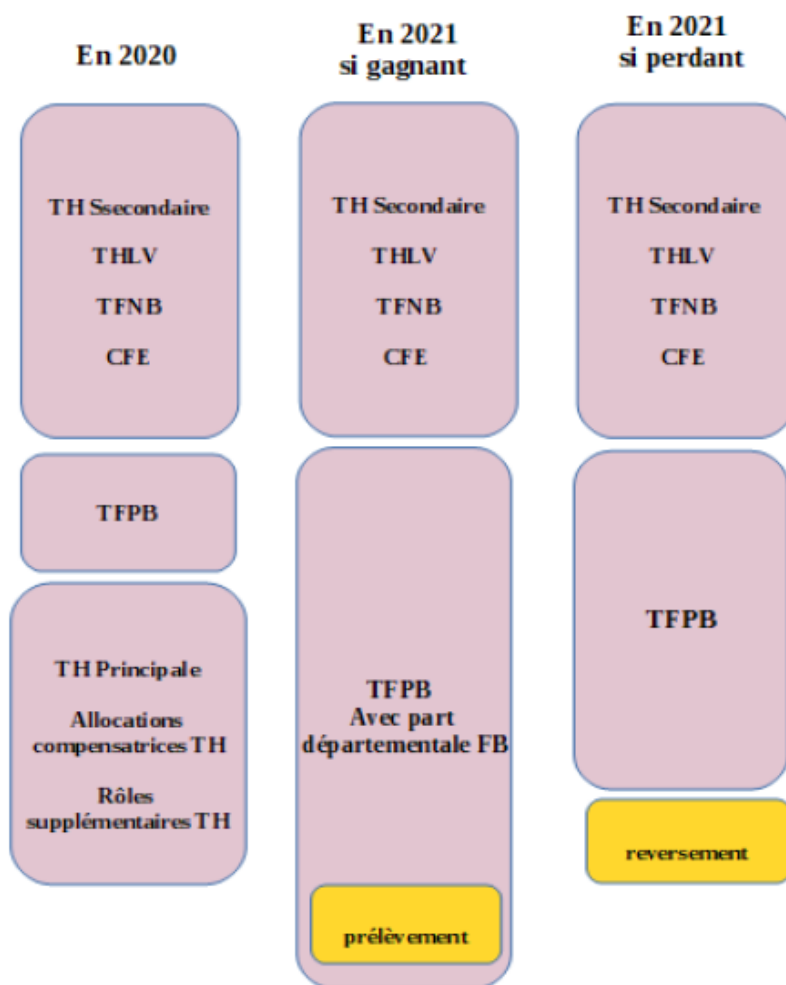 En 2020
TH Ssecondaire
THLV
TFNB
CFE
TFPB
TH Principale
Allocations
compensatrices TH
Rôles
supplémentaires TH
En 2021
si gagnant
TH Secondaire
THLV
TFNB
CFE
TFPB
Avec part
départementale FB
prélèvement
En 2021
si perdant
TH Secondaire
THLV
TFNB
CFE
TFPB
reversement